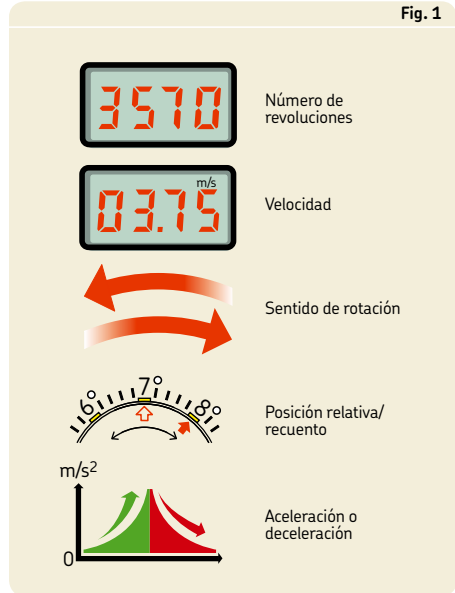 Fig. 1
3570
Número de
revoluciones
m/s
03.75
Velocidad
Sentido de rotación
6° 7° 8°
Posición relativa/
recuento
m/s²
0
Aceleración o
deceleración